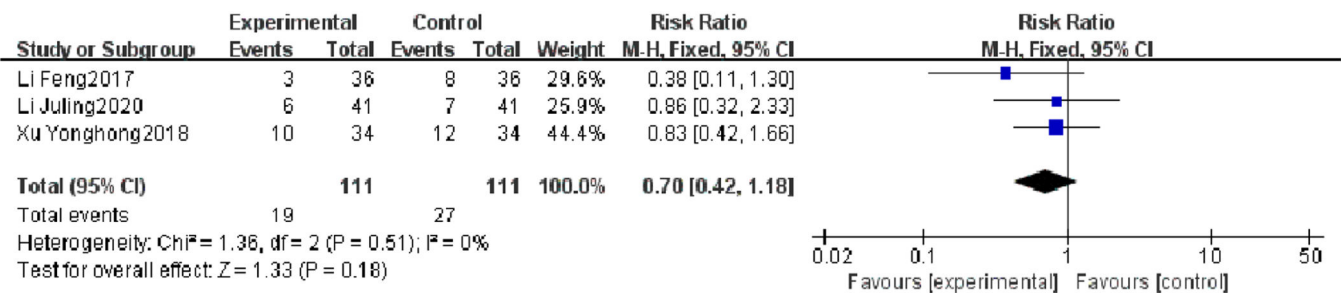 Experimental Control Risk Ratio Risk Ratio
Study or Subgroup Events Total Events Total Weight M-H, Fixed, 95% CI M-H, Fixed, 95% CI
Li Feng2017 3 36 8 36 29.6% 0.38 [0.11, 1.30]
Li Juling2020 6 41 7 41 25.9% 0.86 [0.32, 2.33]
Xu Yonghong2018 10 34 12 34 44.4% 0.83 [0.42, 1.66]
Total (95% CI) 111 111 100.0% 0.70 [0.42, 1.18]
Total events 19 27
Heterogeneity: Chi² = 1.36, df = 2 (P = 0.51); I² = 0%
Test for overall effect: Z = 1.33 (P = 0.18)
0.02 0.1 1 10 50
Favours [experimental] Favours [control]